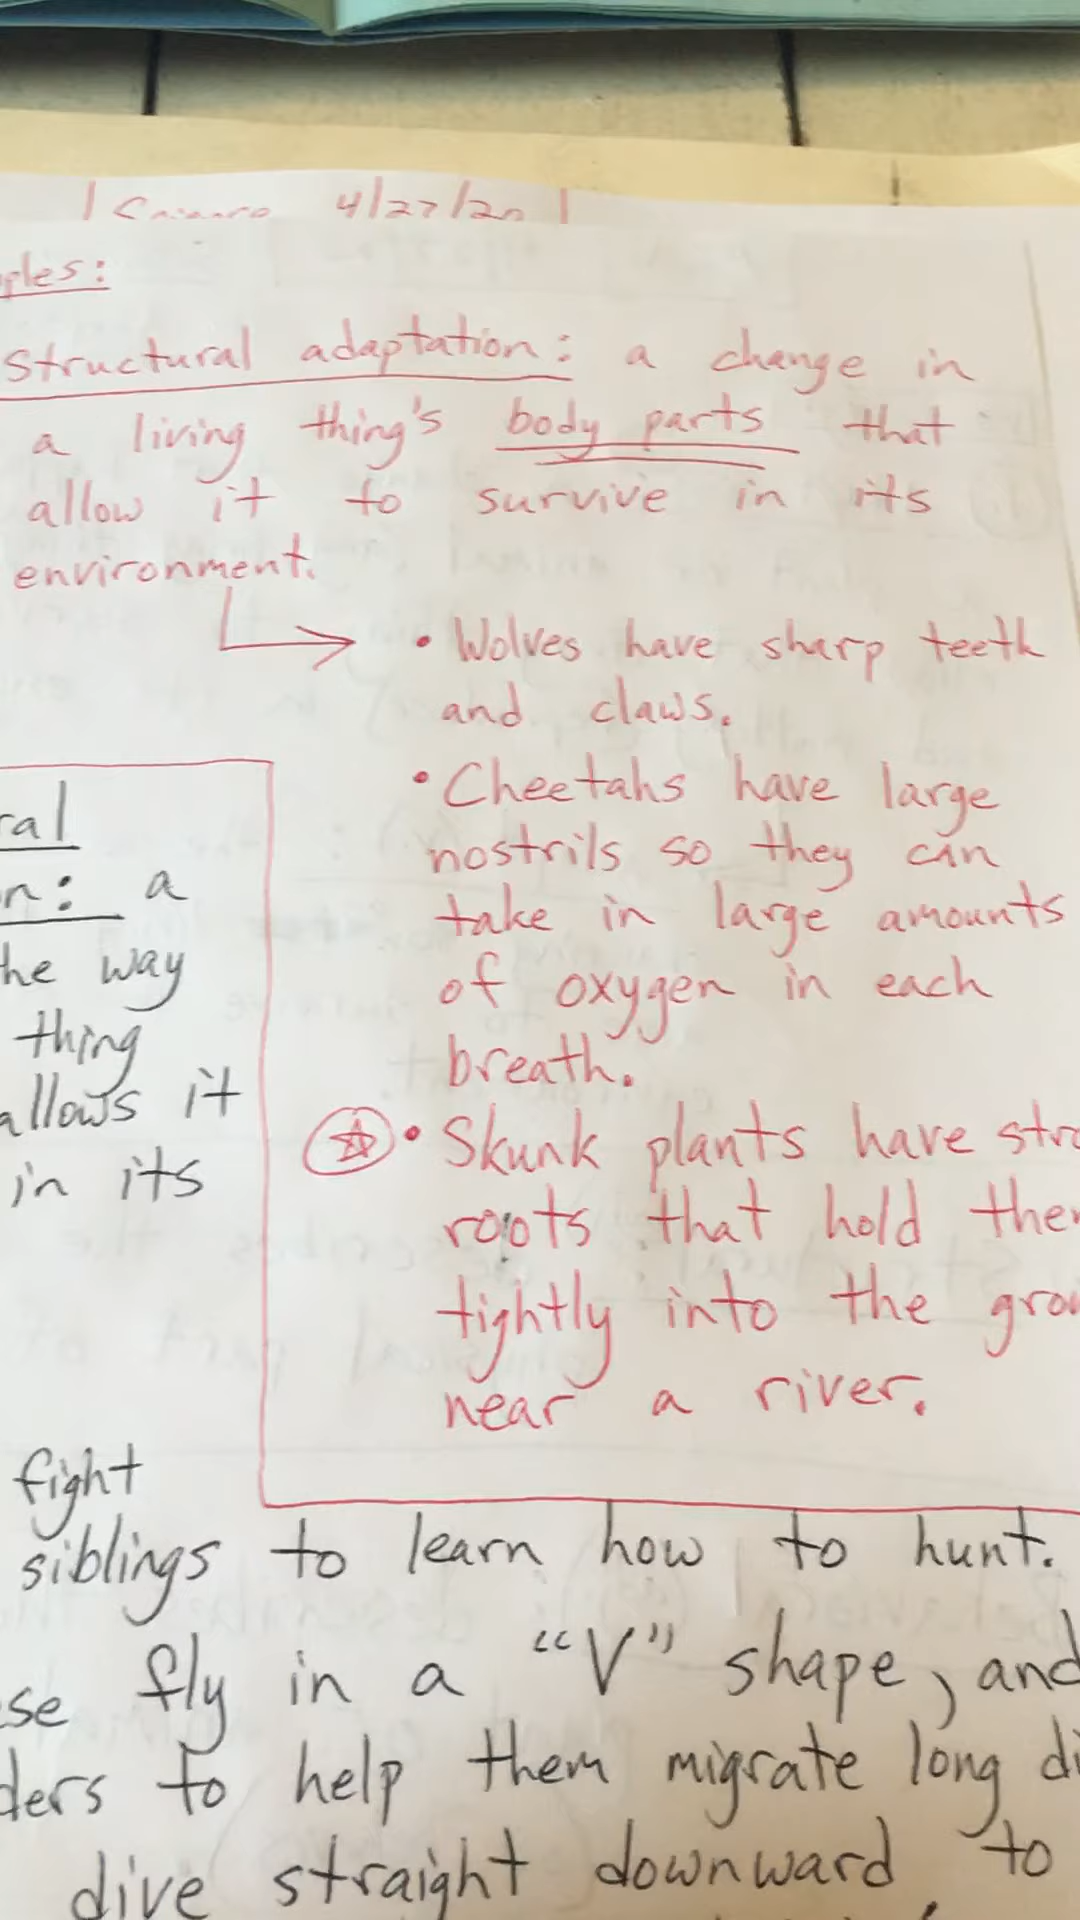 4/27/20
ples:
structural adaptation: a change in
a living thing's body parts that
allow it to survive in its
environment.
• Wolves have sharp teeth
and claws.
• Cheetahs have large
nostrils so they can
take in large amounts
of oxygen in each
breath.
• Skunk plants have stro
roots that hold the
tightly into the grou
near a river.
ral
n: a
he way
thing
allows it
in its
fight
siblings to learn how to hunt.
se fly in a "V" shape, and
ders to help them migrate long di
dive straight downward to